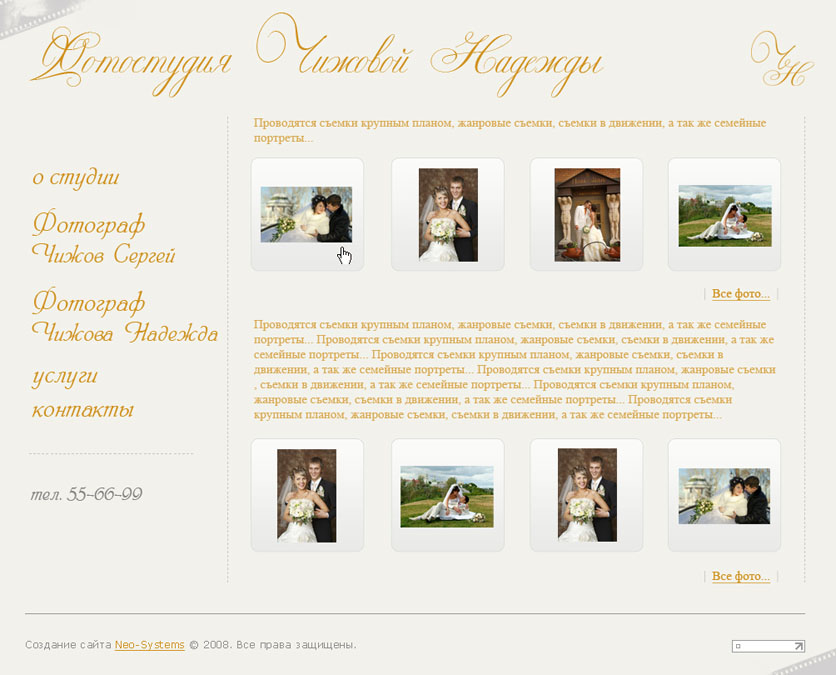 Фотостудия Чижовой Надежды
ЧН
о студии
Фотограф
Чижов Сергей
Фотограф
Чижова Надежда
услуги
контакты
тел. 55-66-99
Проводятся съемки крупным планом, жанровые съемки, съемки в движении, а так же семейные
портреты...
Все фото...
Проводятся съемки крупным планом, жанровые съемки, съемки в движении, а так же семейные
портреты... Проводятся съемки крупным планом, жанровые съемки, съемки в движении, а так же
семейные портреты... Проводятся съемки крупным планом, жанровые съемки, съемки в
движении, а так же семейные портреты... Проводятся съемки крупным планом, жанровые съемки
, съемки в движении, а так же семейные портреты... Проводятся съемки крупным планом,
жанровые съемки, съемки в движении, а так же семейные портреты... Проводятся съемки
крупным планом, жанровые съемки, съемки в движении, а так же семейные портреты...
Все фото...
Создание сайта Neo-Systems © 2008. Все права защищены.